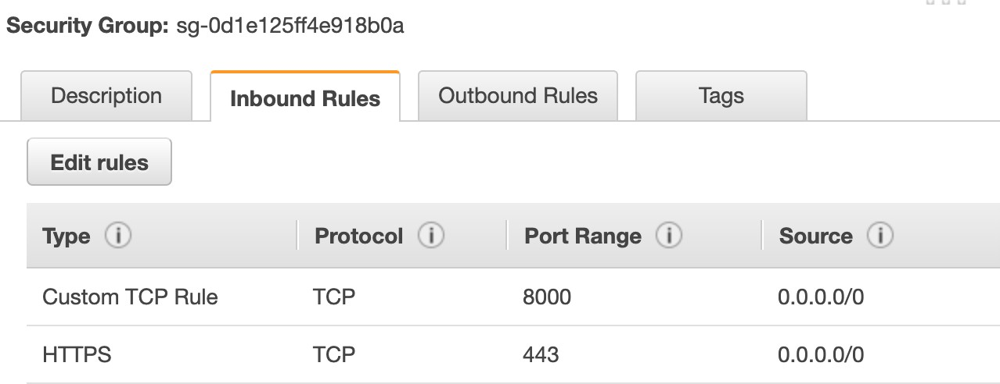 Security Group: sg-0d1e125ff4e918b0a
Description Inbound Rules Outbound Rules Tags
Edit rules
Type Protocol Port Range Source
Custom TCP Rule TCP 8000 0.0.0.0/0
HTTPS TCP 443 0.0.0.0/0